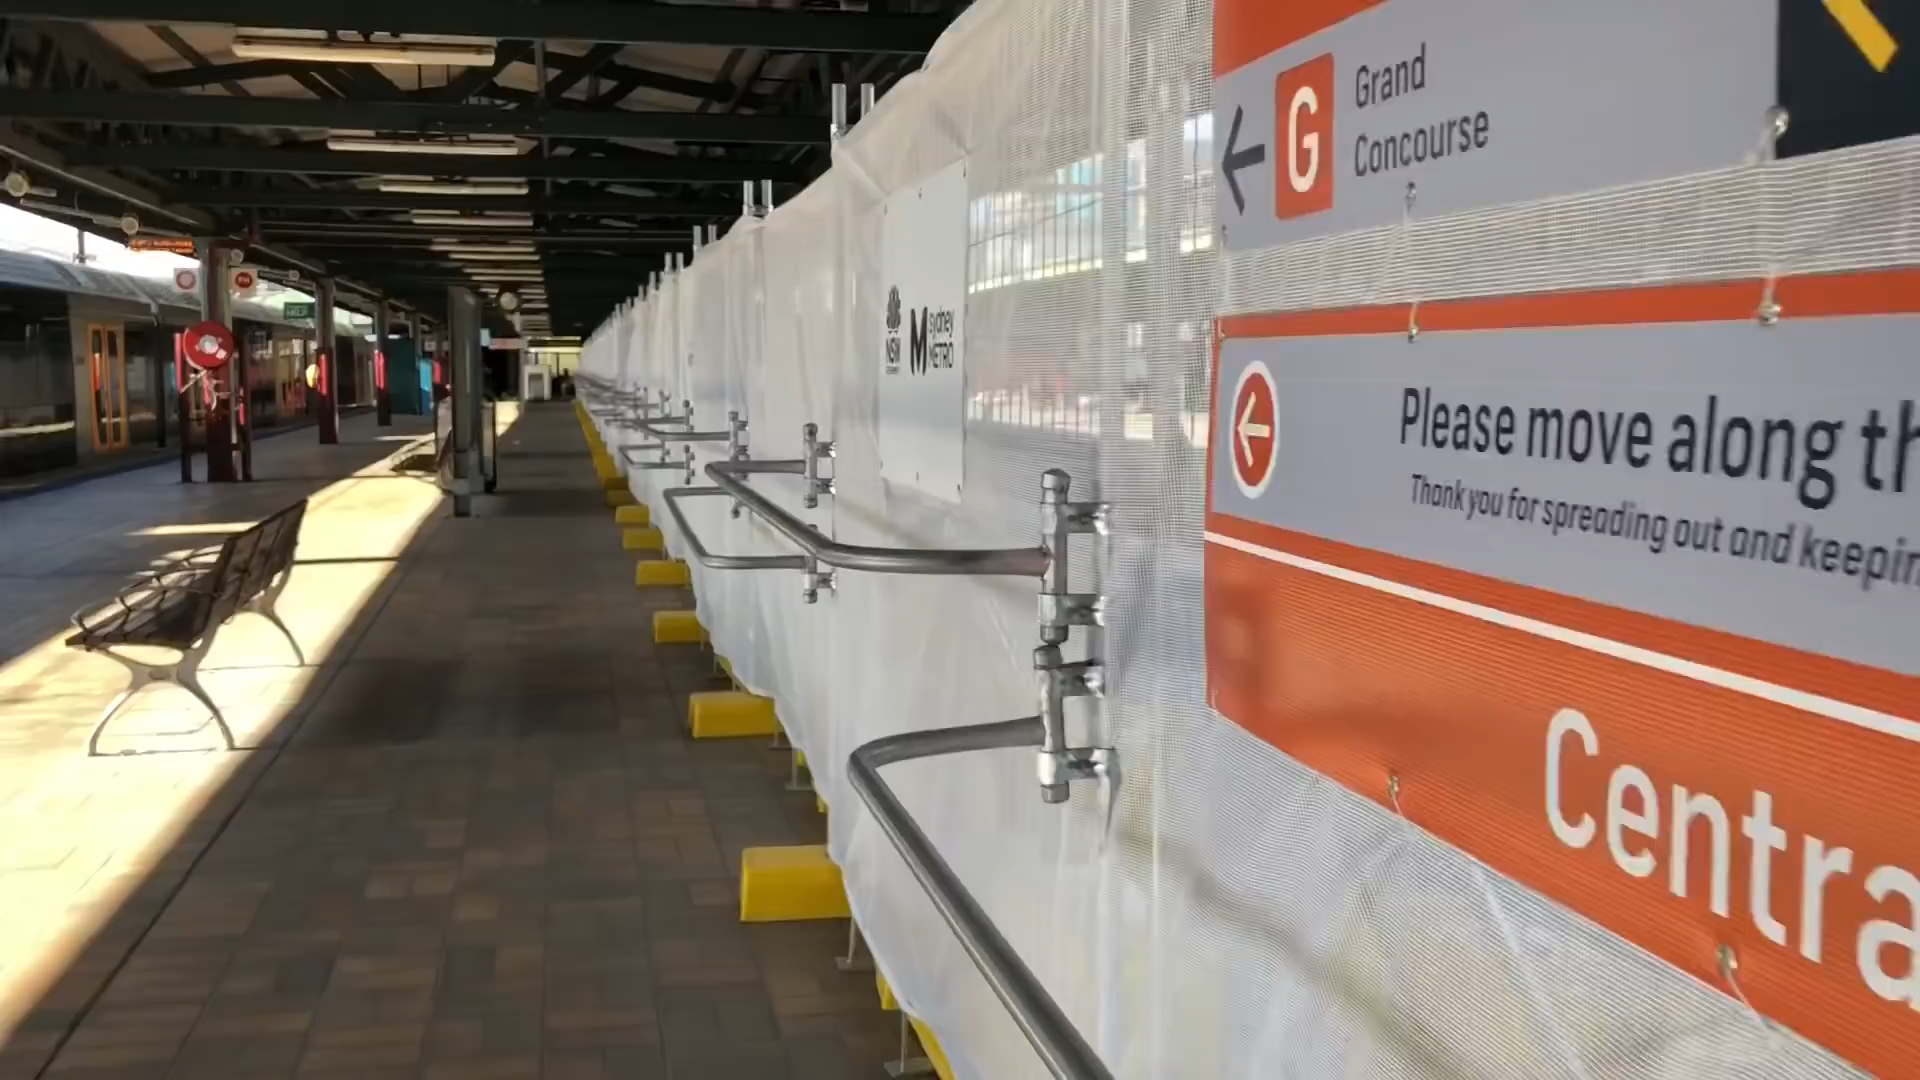 G
Grand
Concourse
NSW
M
sydney
METRO
Please move along th
Thank you for spreading out and keepin
Centra